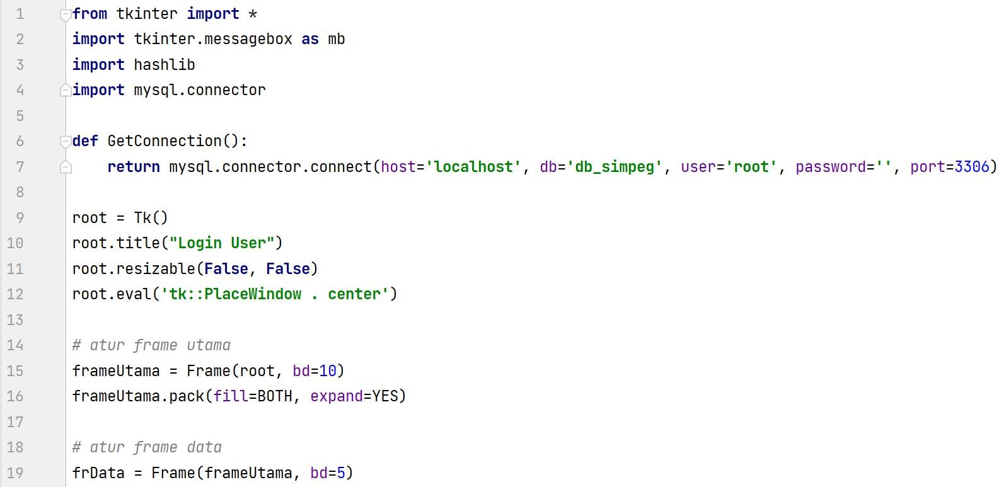 1 from tkinter import *
2 import tkinter.messagebox as mb
3 import hashlib
4 import mysql.connector
5
6 def GetConnection():
7     return mysql.connector.connect(host='localhost', db='db_simpeg', user='root', password='', port=3306)
8
9 root = Tk()
10 root.title("Login User")
11 root.resizable(False, False)
12 root.eval('tk::PlaceWindow . center')
13
14 # atur frame utama
15 frameUtama = Frame(root, bd=10)
16 frameUtama.pack(fill=BOTH, expand=YES)
17
18 # atur frame data
19 frData = Frame(frameUtama, bd=5)